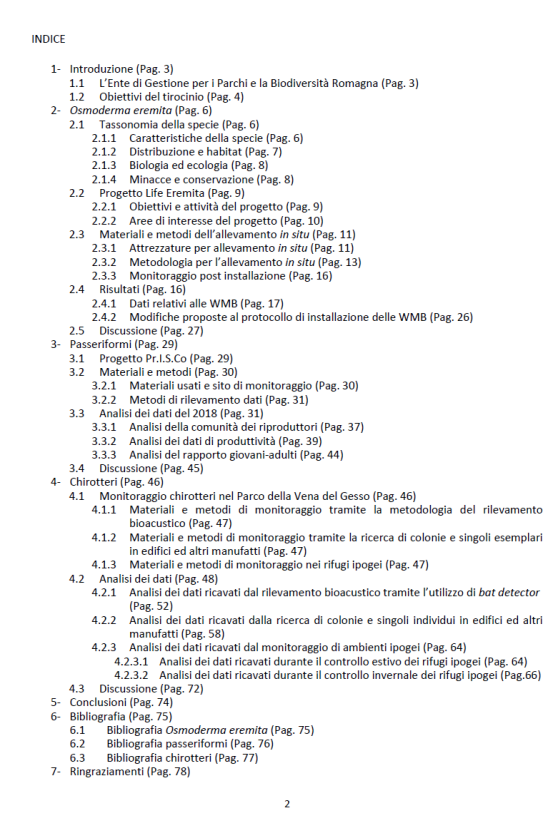 INDICE
1- Introduzione (Pag. 3)
1.1 L'Ente di Gestione per i Parchi e la Biodiversità Romagna (Pag. 3)
1.2 Obiettivi del tirocinio (Pag. 4)
2- Osmoderma eremita (Pag. 6)
2.1 Tassonomia della specie (Pag. 6)
2.1.1 Caratteristiche della specie (Pag. 6)
2.1.2 Distribuzione e habitat (Pag. 7)
2.1.3 Biologia ed ecologia (Pag. 8)
2.1.4 Minacce e conservazione (Pag. 8)
2.2 Progetto Life Eremita (Pag. 9)
2.2.1 Obiettivi e attività del progetto (Pag. 9)
2.2.2 Aree di interesse del progetto (Pag. 10)
2.3 Materiali e metodi dell'allevamento in situ (Pag. 11)
2.3.1 Attrezzature per allevamento in situ (Pag. 11)
2.3.2 Metodologia per l'allevamento in situ (Pag. 13)
2.3.3 Monitoraggio post installazione (Pag. 16)
2.4 Risultati (Pag. 16)
2.4.1 Dati relativi alle WMB (Pag. 17)
2.4.2 Modifiche proposte al protocollo di installazione delle WMB (Pag. 26)
2.5 Discussione (Pag. 27)
3- Passeriformi (Pag. 29)
3.1 Progetto Pr.I.S.Co (Pag. 29)
3.2 Materiali e metodi (Pag. 30)
3.2.1 Materiali usati e sito di monitoraggio (Pag. 30)
3.2.2 Metodi di rilevamento dati (Pag. 31)
3.3 Analisi dei dati del 2018 (Pag. 31)
3.3.1 Analisi della comunità dei riproduttori (Pag. 37)
3.3.2 Analisi dei dati di produttività (Pag. 39)
3.3.3 Analisi del rapporto giovani-adulti (Pag. 44)
3.4 Discussione (Pag. 45)
4- Chirotteri (Pag. 46)
4.1 Monitoraggio chirotteri nel Parco della Vena del Gesso (Pag. 46)
4.1.1 Materiali e metodi di monitoraggio tramite la metodologia del rilevamento
bioacustico (Pag. 47)
4.1.2 Materiali e metodi di monitoraggio tramite la ricerca di colonie e singoli esemplari
in edifici ed altri manufatti (Pag. 47)
4.1.3 Materiali e metodi di monitoraggio nei rifugi ipogei (Pag. 47)
4.2 Analisi dei dati (Pag. 48)
4.2.1 Analisi dei dati ricavati dal rilevamento bioacustico tramite l'utilizzo di bat detector
(Pag. 52)
4.2.2 Analisi dei dati ricavati dalla ricerca di colonie e singoli individui in edifici ed altri
manufatti (Pag. 58)
4.2.3 Analisi dei dati ricavati dal monitoraggio di ambienti ipogei (Pag. 64)
4.2.3.1 Analisi dei dati ricavati durante il controllo estivo dei rifugi ipogei (Pag. 64)
4.2.3.2 Analisi dei dati ricavati durante il controllo invernale dei rifugi ipogei (Pag.66)
4.3 Discussione (Pag. 72)
5- Conclusioni (Pag. 74)
6- Bibliografia (Pag. 75)
6.1 Bibliografia Osmoderma eremita (Pag. 75)
6.2 Bibliografia passeriformi (Pag. 76)
6.3 Bibliografia chirotteri (Pag. 77)
7- Ringraziamenti (Pag. 78)
2